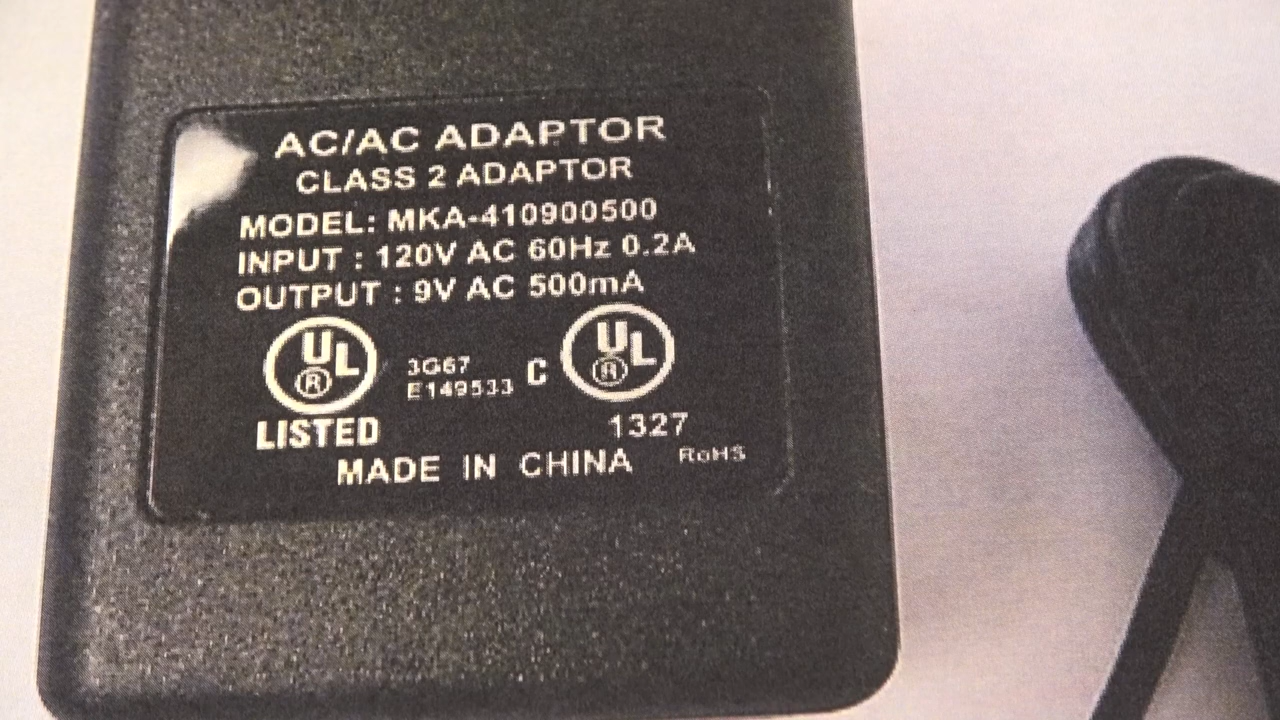 AC/AC ADAPTOR
CLASS 2 ADAPTOR
MODEL: MKA-410900500
INPUT : 120V AC 60Hz 0.2A
OUTPUT : 9V AC 500mA
UL ® 3G67 C UL ®
E149533
LISTED 1327
MADE IN CHINA RoHS